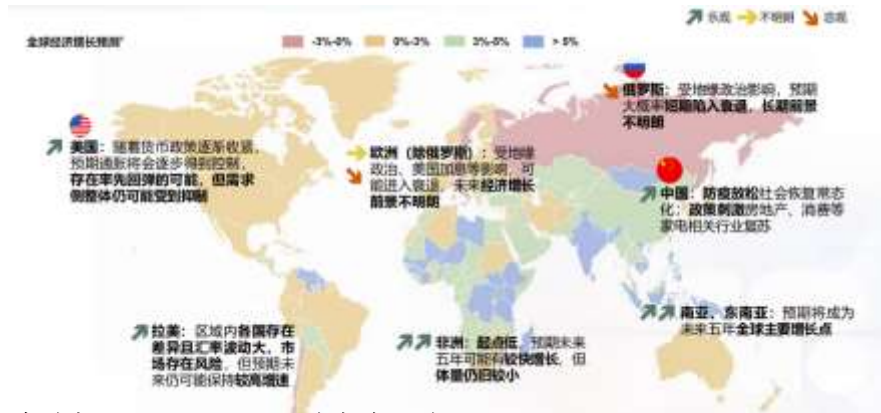 乐观 不明朗 悲观
全球经济增长预测
-3%-0% 0%-3% 3%-5% > 5%
俄罗斯：受地缘政治影响，预期
大概率短期陷入衰退，长期前景
不明朗
美国：随着货币政策逐渐收紧，
预期通胀将会逐步得到控制，
存在率先回弹的可能，但需求
侧整体仍可能受到抑制
欧洲（除俄罗斯）：受地缘
政治、美国加息等影响，可
能进入衰退，未来经济增长
前景不明朗
中国：防疫放松社会恢复常态
化；政策刺激房地产、消费等
家电相关行业复苏
拉美：区域内各国存在
差异且汇率波动大，市
场存在风险，但预期未
来仍可能保持较高增速
非洲：起点低，预期未来
五年可能有较快增长，但
体量仍旧较小
南亚、东南亚：预期将成为
未来五年全球主要增长点